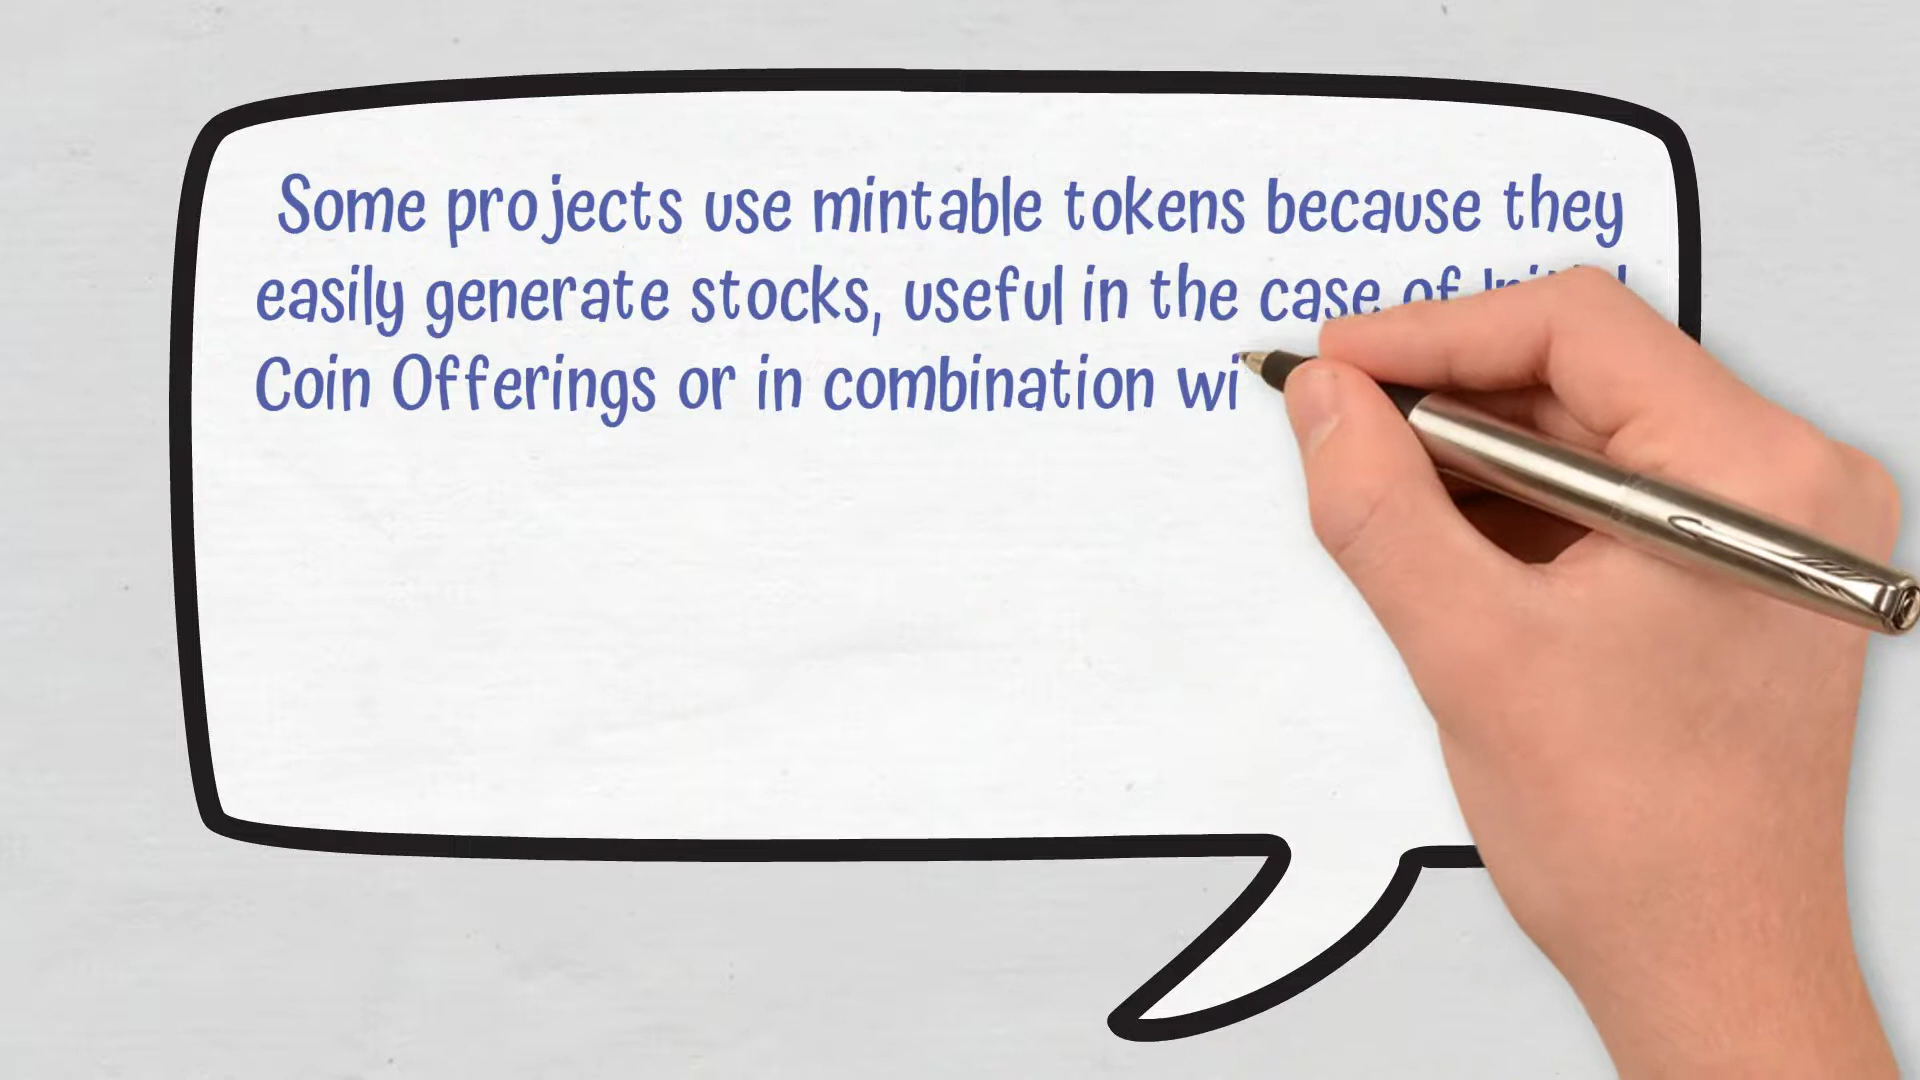 Some projects use mintable tokens because they
easily generate stocks, useful in the case of Initial
Coin Offerings or in combination wi